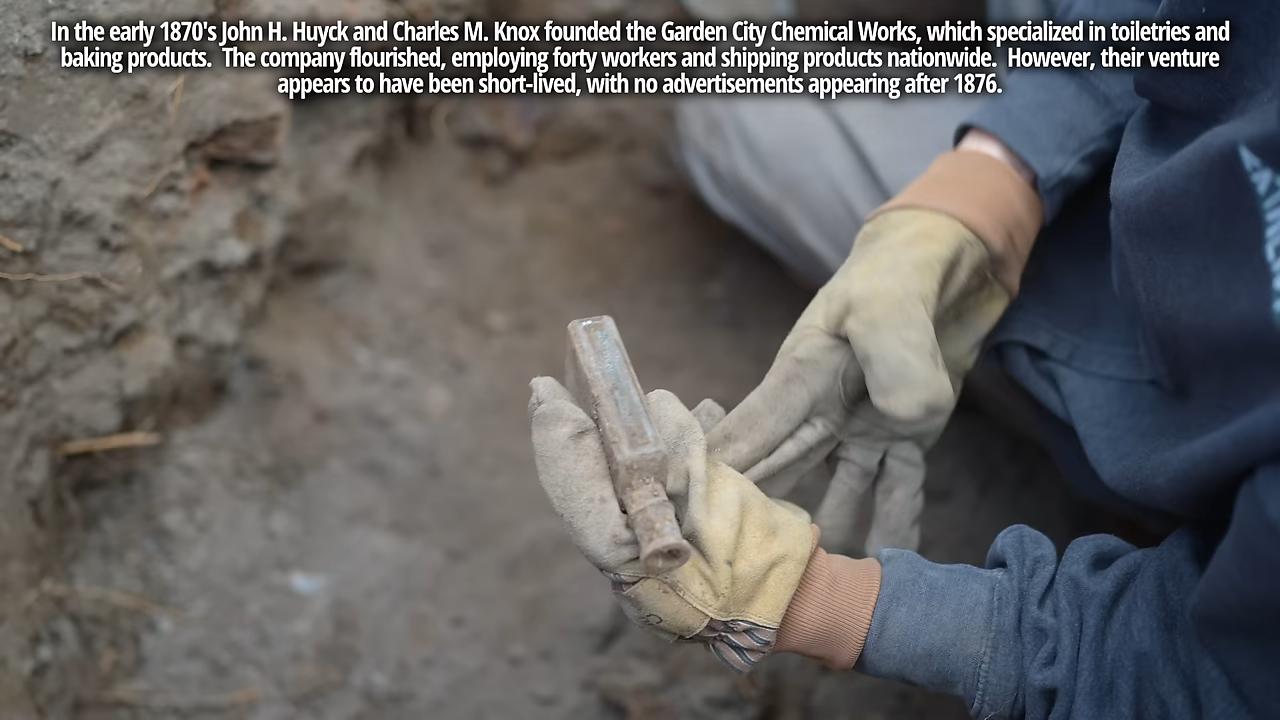 In the early 1870's John H. Huyck and Charles M. Knox founded the Garden City Chemical Works, which specialized in toiletries and
baking products.  The company flourished, employing forty workers and shipping products nationwide.  However, their venture
appears to have been short-lived, with no advertisements appearing after 1876.